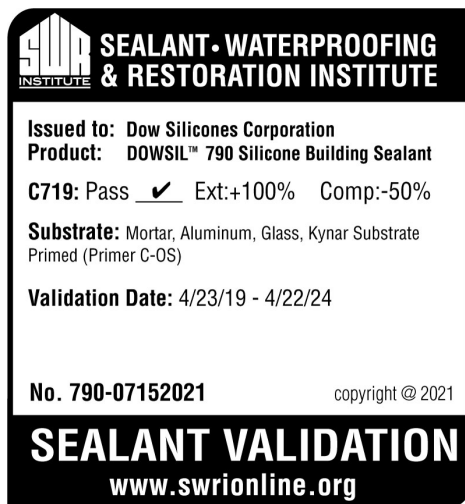 SWR
INSTITUTE
SEALANT • WATERPROOFING
& RESTORATION INSTITUTE
Issued to: Dow Silicones Corporation
Product: DOWSIL™ 790 Silicone Building Sealant
C719: Pass ✔ Ext:+100% Comp:-50%
Substrate: Mortar, Aluminum, Glass, Kynar Substrate
Primed (Primer C-OS)
Validation Date: 4/23/19 - 4/22/24
No. 790-07152021 copyright @ 2021
SEALANT VALIDATION
www.swrionline.org